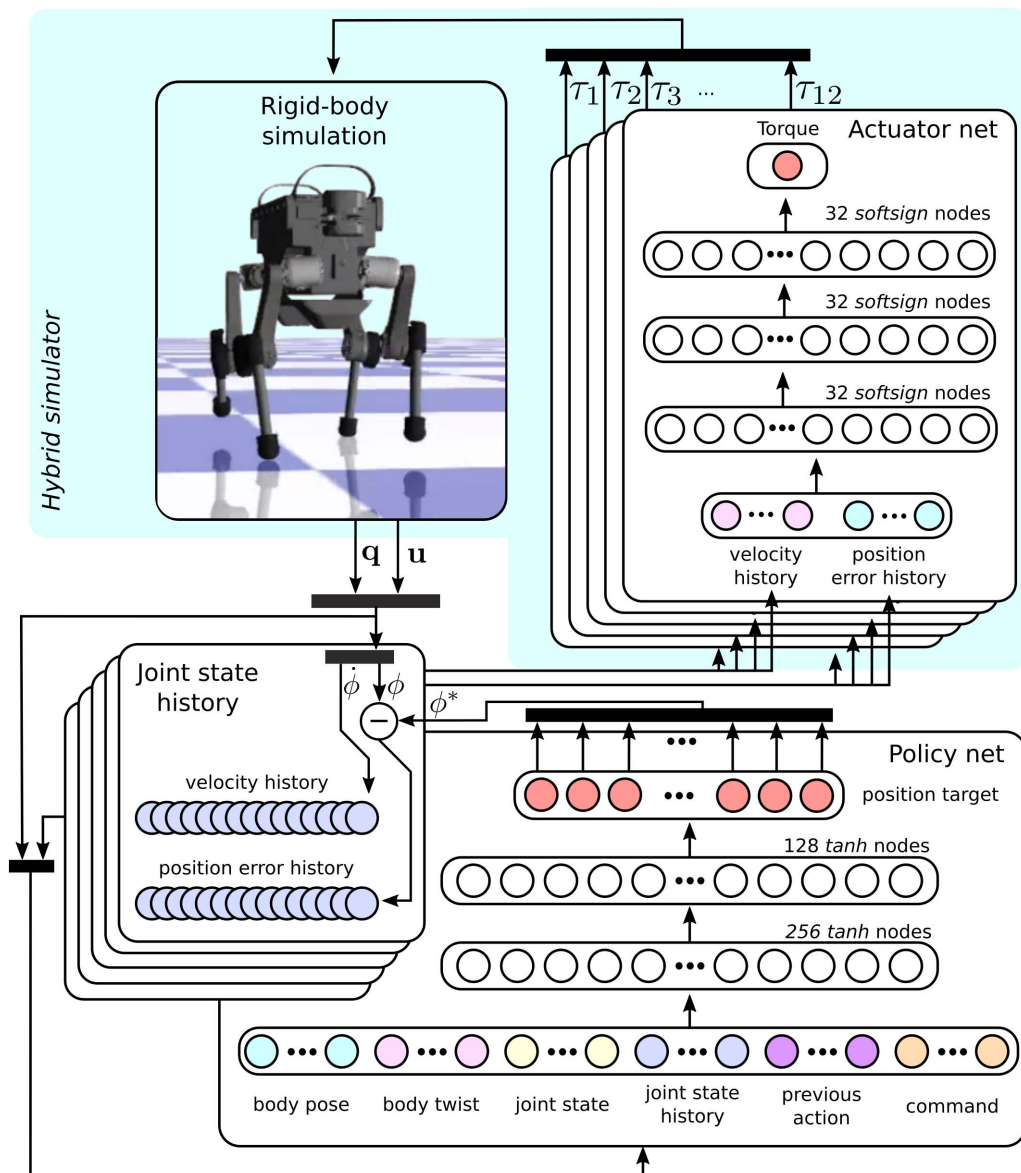 Hybrid simulator
Rigid-body
simulation
τ1
τ2
τ3
...
τ12
Actuator net
Torque
32 softsign nodes
32 softsign nodes
32 softsign nodes
velocity
history
position
error history
q
u
Joint state
history
ϕ̇
ϕ
ϕ*
−
velocity history
position error history
Policy net
position target
128 tanh nodes
256 tanh nodes
body pose
body twist
joint state
joint state
history
previous
action
command